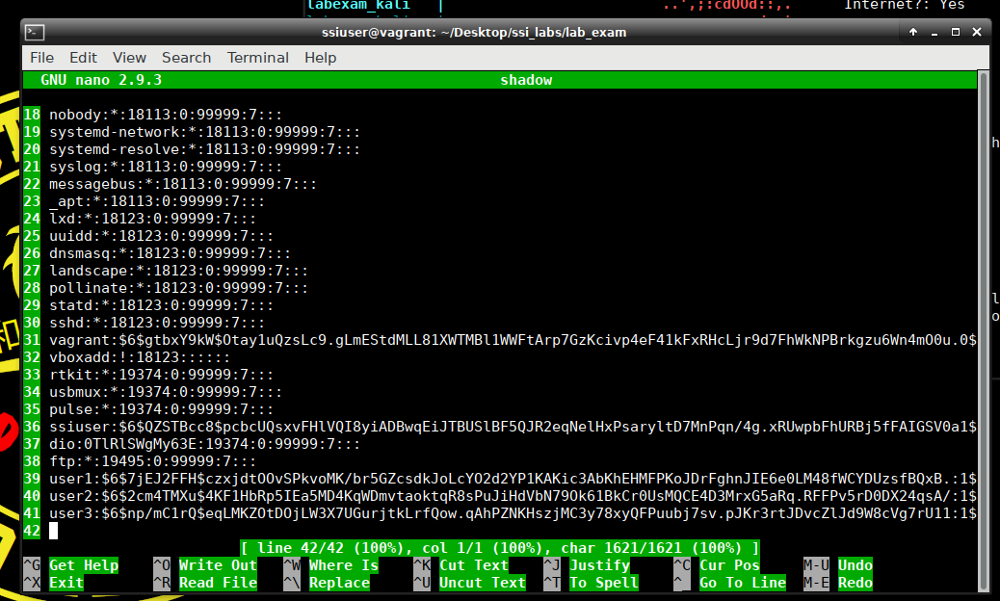 labexam_kali | ..',;:cdOOd::,. Internet?: Yes
ssiuser@vagrant: ~/Desktop/ssi_labs/lab_exam
File Edit View Search Terminal Help
GNU nano 2.9.3 shadow
18 nobody:*:18113:0:99999:7:::
19 systemd-network:*:18113:0:99999:7:::
20 systemd-resolve:*:18113:0:99999:7:::
21 syslog:*:18113:0:99999:7:::
22 messagebus:*:18113:0:99999:7:::
23 _apt:*:18113:0:99999:7:::
24 lxd:*:18123:0:99999:7:::
25 uuidd:*:18123:0:99999:7:::
26 dnsmasq:*:18123:0:99999:7:::
27 landscape:*:18123:0:99999:7:::
28 pollinate:*:18123:0:99999:7:::
29 statd:*:18123:0:99999:7:::
30 sshd:*:18123:0:99999:7:::
31 vagrant:$6$gtbxY9kW$Otay1uQzsLc9.gLmEStdMLL81XWTMBl1WWFtArp7GzKcivp4eF41kFxRHcLjr9d7FhWkNPBrkgzu6Wn4mO0u.0$
32 vboxadd:!:18123::::::
33 rtkit:*:19374:0:99999:7:::
34 usbmux:*:19374:0:99999:7:::
35 pulse:*:19374:0:99999:7:::
36 ssiuser:$6$QZSTBcc8$pcbcUQsxvFHlVQI8yiADBwqEiJTBUSlBF5QJR2eqNelHxPsaryltD7MnPqn/4g.xRUwpbFhURBj5fFAIGSV0a1$
37 dio:0TlRlSWgMy63E:19374:0:99999:7:::
38 ftp:*:19495:0:99999:7:::
39 user1:$6$7jEJ2FFH$czxjdtOOvSPkvoMK/br5GZcsdkJoLcYO2d2YP1KAKic3AbKhEHMFPKoJDrFghnJIE6e0LM48fWCYDUzsfBQxB.:1$
40 user2:$6$2cm4TMXu$4KF1HbRp5IEa5MD4KqWDmvtaoktqR8sPuJiHdVbN79Ok61BkCr0UsMQCE4D3MrxG5aRq.RFFPv5rD0DX24qsA/:1$
41 user3:$6$np/mC1rQ$eqLMKZOtDOjLW3X7UGurjtkLrfQow.qAhPZNKHszjMC3y78xyQFPuubj7sv.pJKr3rtJDvcZlJd9W8cVg7rU11:1$
42
[ line 42/42 (100%), col 1/1 (100%), char 1621/1621 (100%) ]
^G Get Help ^O Write Out ^W Where Is ^K Cut Text ^J Justify ^C Cur Pos M-U Undo
^X Exit ^R Read File ^\ Replace ^U Uncut Text ^T To Spell ^_ Go To Line M-E Redo